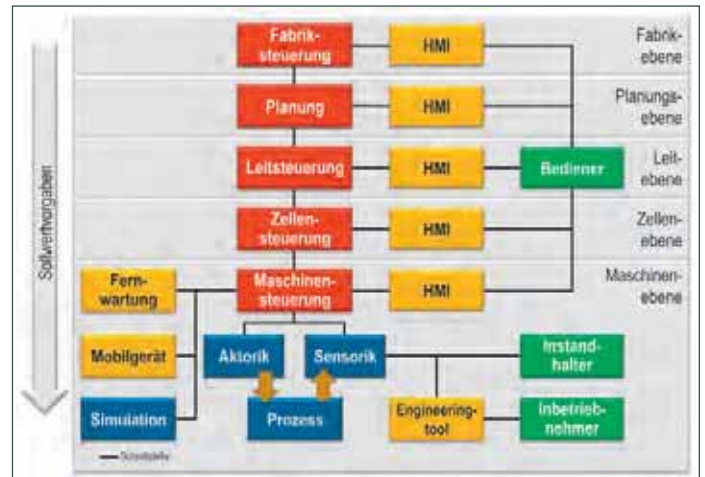 Sollwertvorgaben
Fabrik-
steuerung
HMI
Fabrik-
ebene
Planung
HMI
Planungs-
ebene
Leitsteuerung
HMI
Bediener
Leit-
ebene
Zellen-
steuerung
HMI
Zellen-
ebene
Fern-
wartung
Maschinen-
steuerung
HMI
Maschinen-
ebene
Mobilgerät
Aktorik
Sensorik
Instand-
halter
Simulation
Prozess
Engineering-
tool
Inbetrieb-
nehmer
Schnittstelle